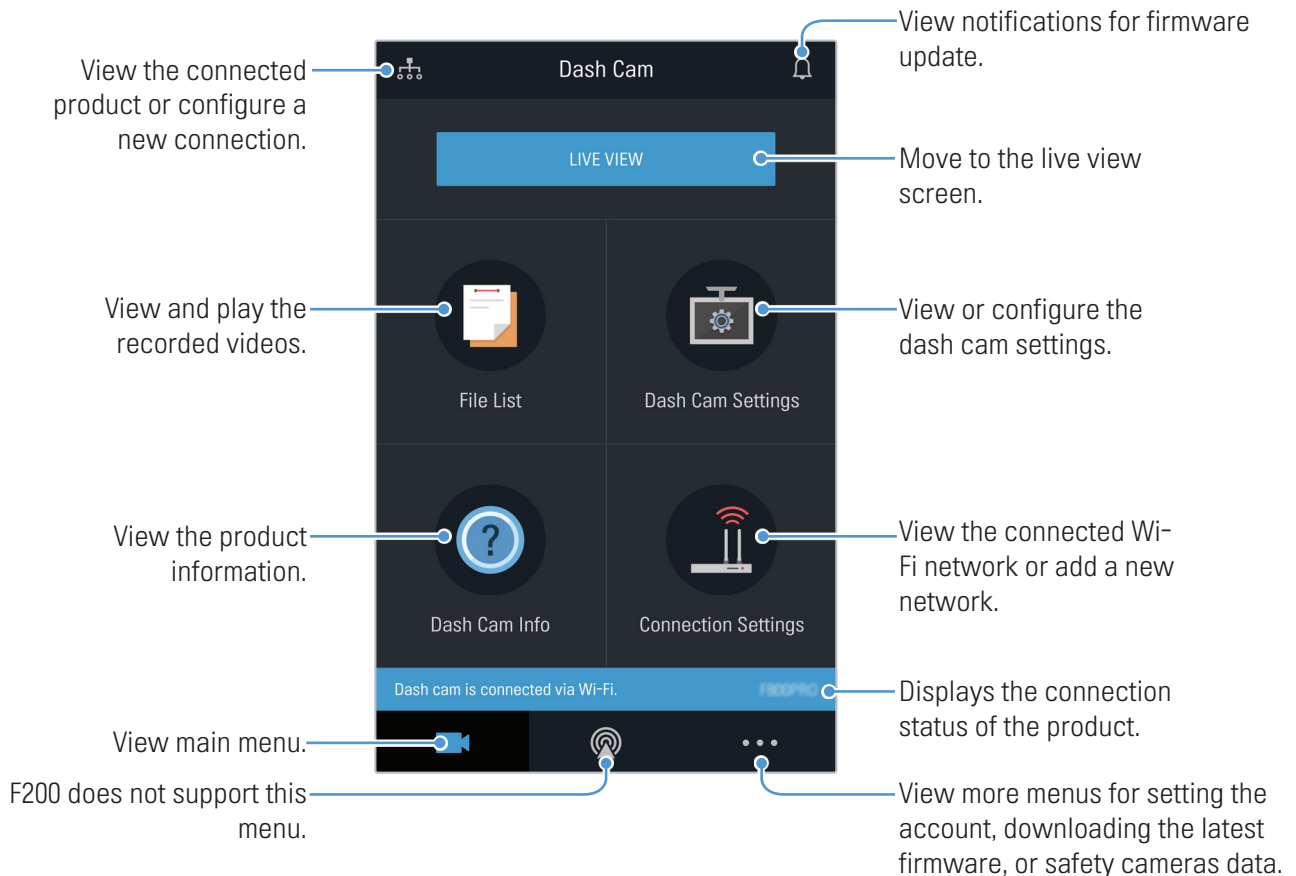 View notifications for firmware
update.
View the connected
product or configure a
new connection.
Dash Cam
LIVE VIEW
Move to the live view
screen.
View and play the
recorded videos.
File List
Dash Cam Settings
View or configure the
dash cam settings.
View the product
information.
?
Dash Cam Info
Connection Settings
View the connected Wi-
Fi network or add a new
network.
Dash cam is connected via Wi-Fi.
F800PRO
Displays the connection
status of the product.
View main menu.
F200 does not support this
menu.
View more menus for setting the
account, downloading the latest
firmware, or safety cameras data.